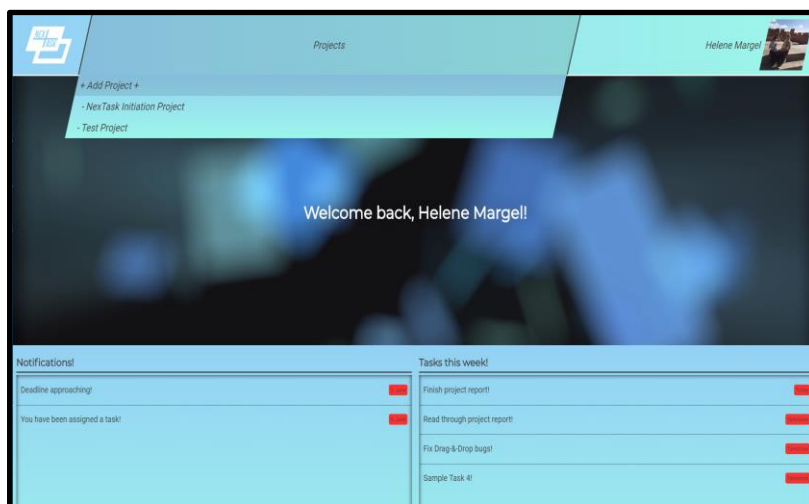 NEXT
TASK
Projects
Helene Margel
+ Add Project +
- NexTask Initiation Project
- Test Project
Welcome back, Helene Margel!
Notifications!
Tasks this week!
Deadline approaching!
You have been assigned a task!
Finish project report!
Read through project report!
Fix Drag-&-Drop bugs!
Sample Task 4!